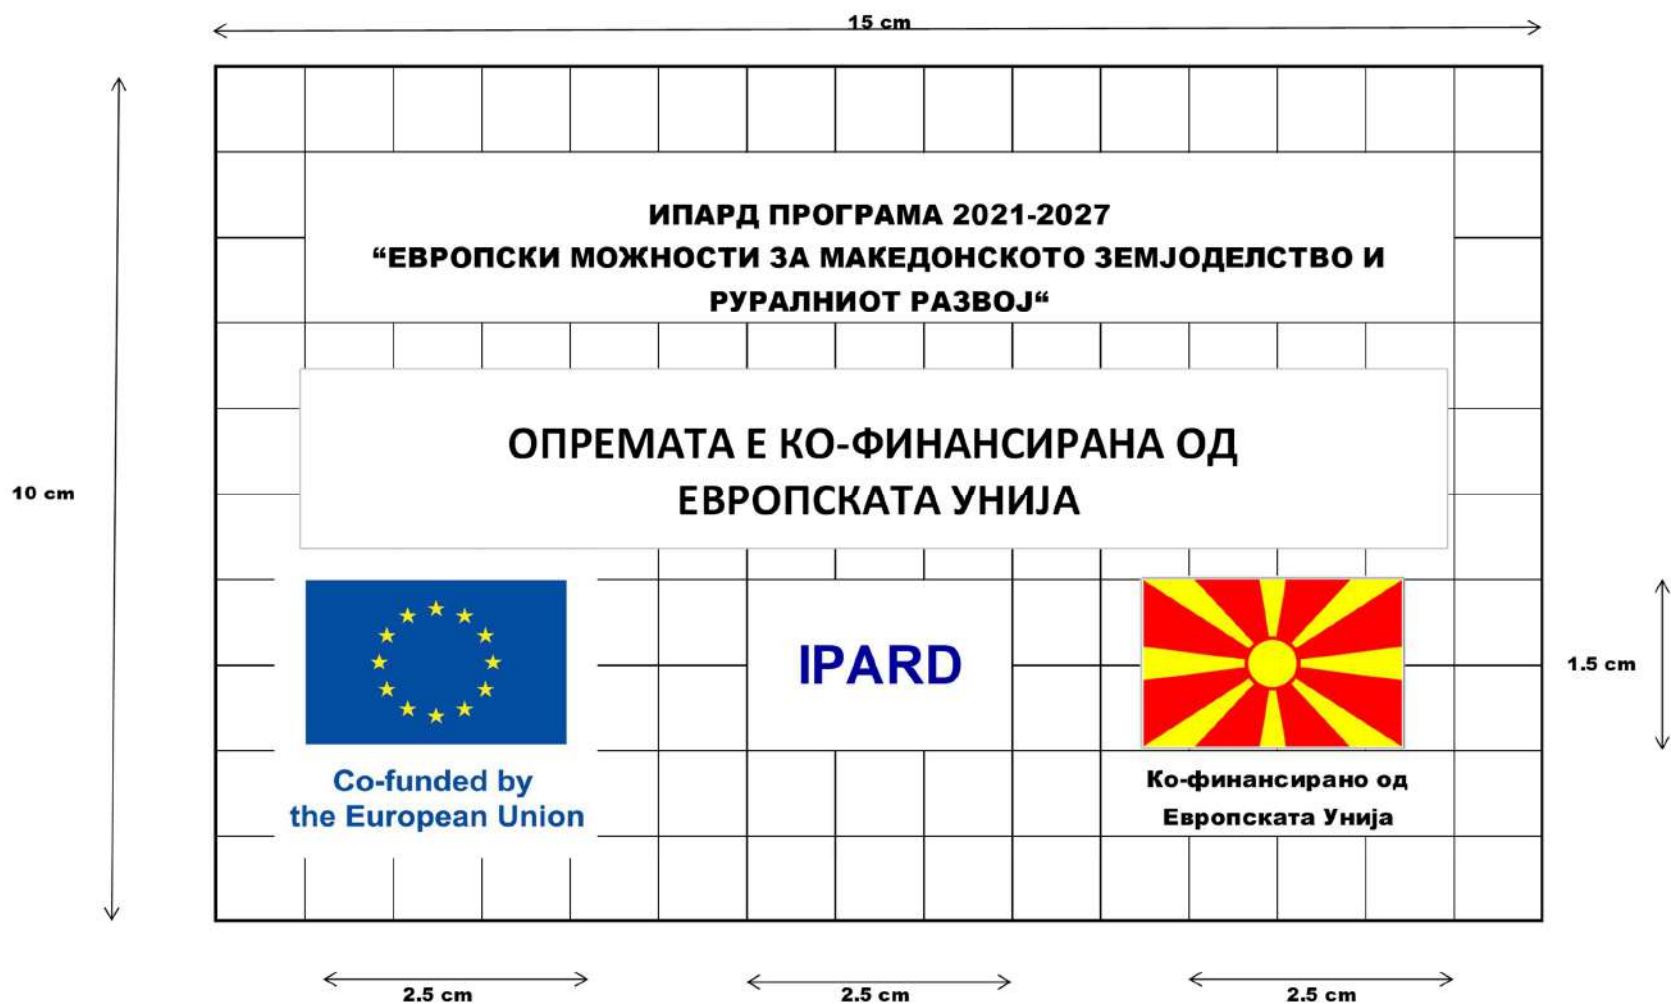 15 cm
ИПАРД ПРОГРАМА 2021-2027
“ЕВРОПСКИ МОЖНОСТИ ЗА МАКЕДОНСКОТО ЗЕМЈОДЕЛСТВО И
РУРАЛНИОТ РАЗВОЈ“
ОПРЕМАТА Е КО-ФИНАНСИРАНА ОД
ЕВРОПСКАТА УНИЈА
10 cm
IPARD
1.5 cm
Co-funded by
the European Union
Ко-финансирано од
Европската Унија
2.5 cm
2.5 cm
2.5 cm